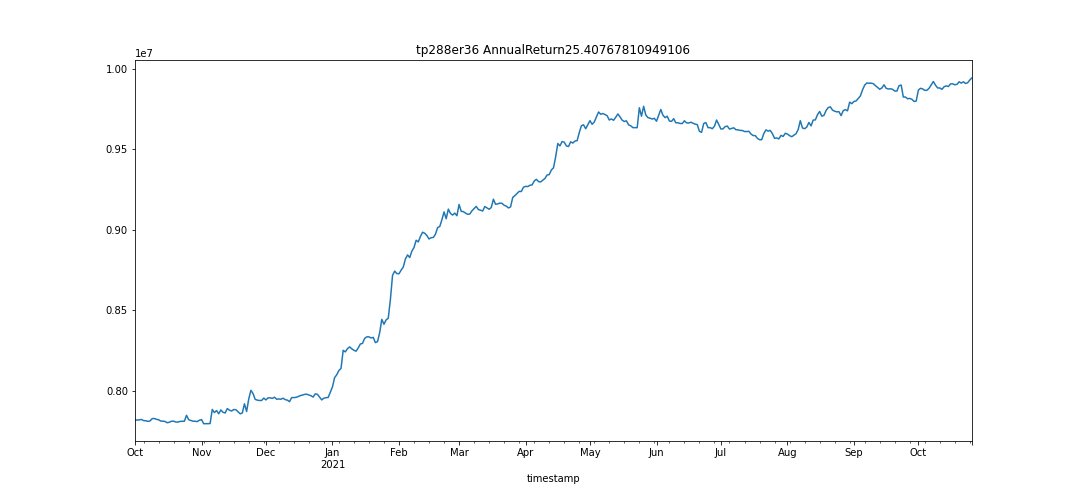 tp288er36 AnnualReturn25.40767810949106
1e7
1.00
0.95
0.90
0.85
0.80
Oct Nov Dec Jan Feb Mar Apr May Jun Jul Aug Sep Oct
2021
timestamp